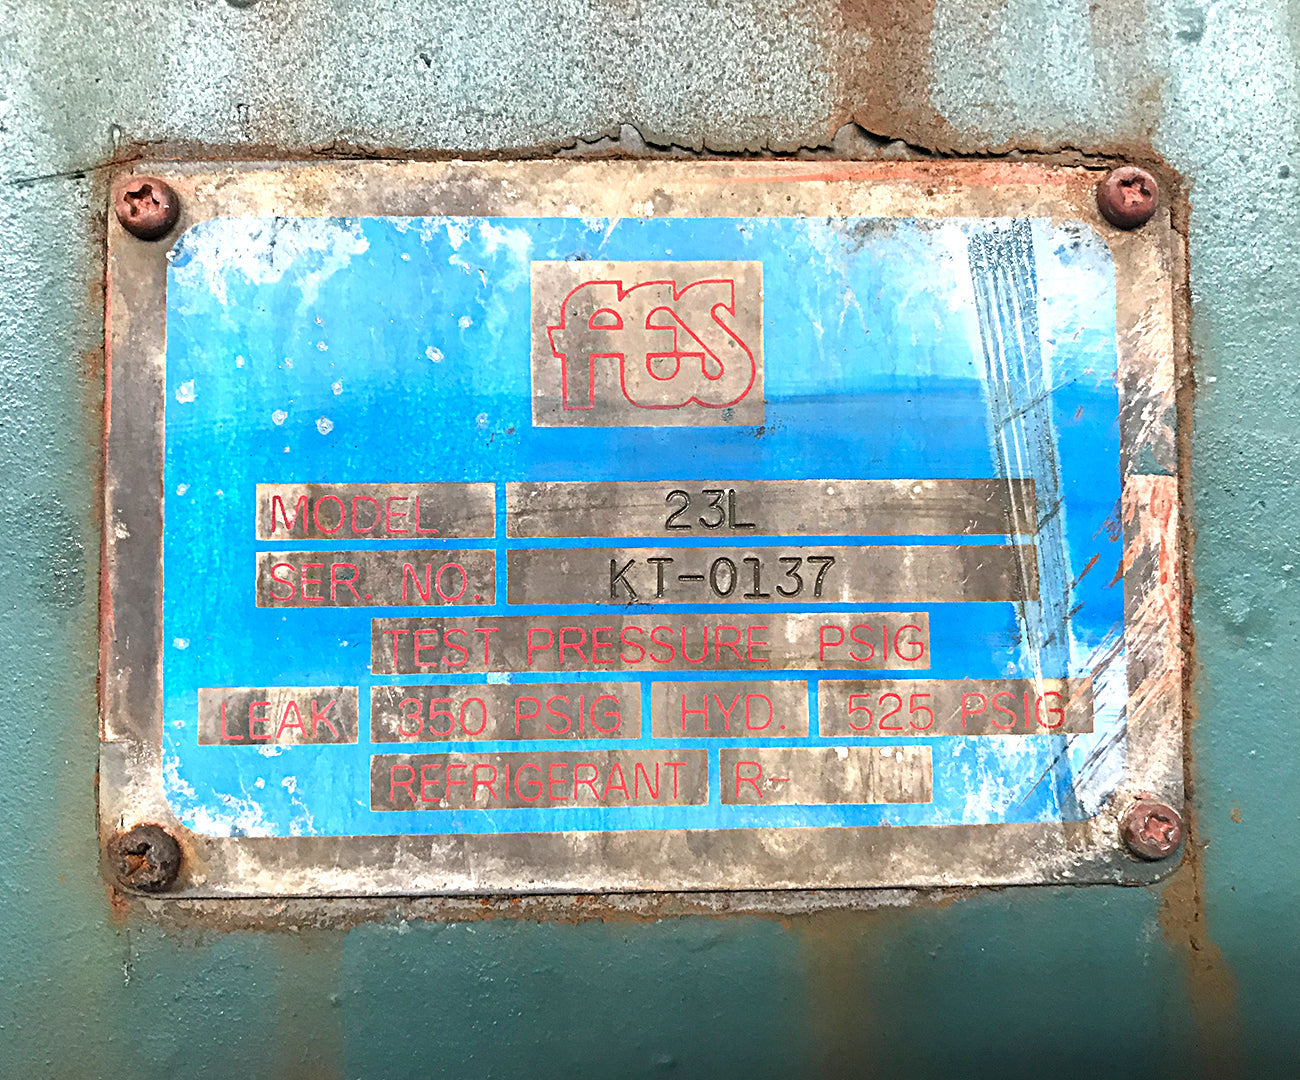 FES
MODEL 23L
SER. NO. KT-0137
TEST PRESSURE PSIG
LEAK 350 PSIG HYD. 525 PSIG
REFRIGERANT R-